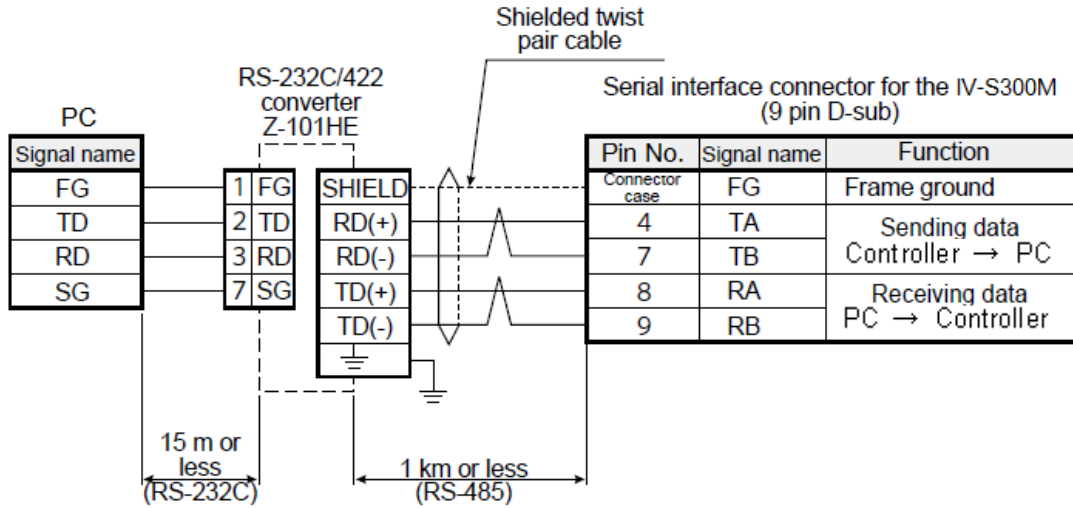 Shielded twist
pair cable
RS-232C/422
converter
Z-101HE
Serial interface connector for the IV-S300M
(9 pin D-sub)
PC
Signal name
FG
TD
RD
SG
1 FG
2 TD
3 RD
7 SG
SHIELD
RD(+)
RD(-)
TD(+)
TD(-)
Pin No. Signal name Function
Connector
case FG Frame ground
4 TA Sending data
7 TB Controller → PC
8 RA Receiving data
9 RB PC → Controller
15 m or
less
(RS-232C)
1 km or less
(RS-485)